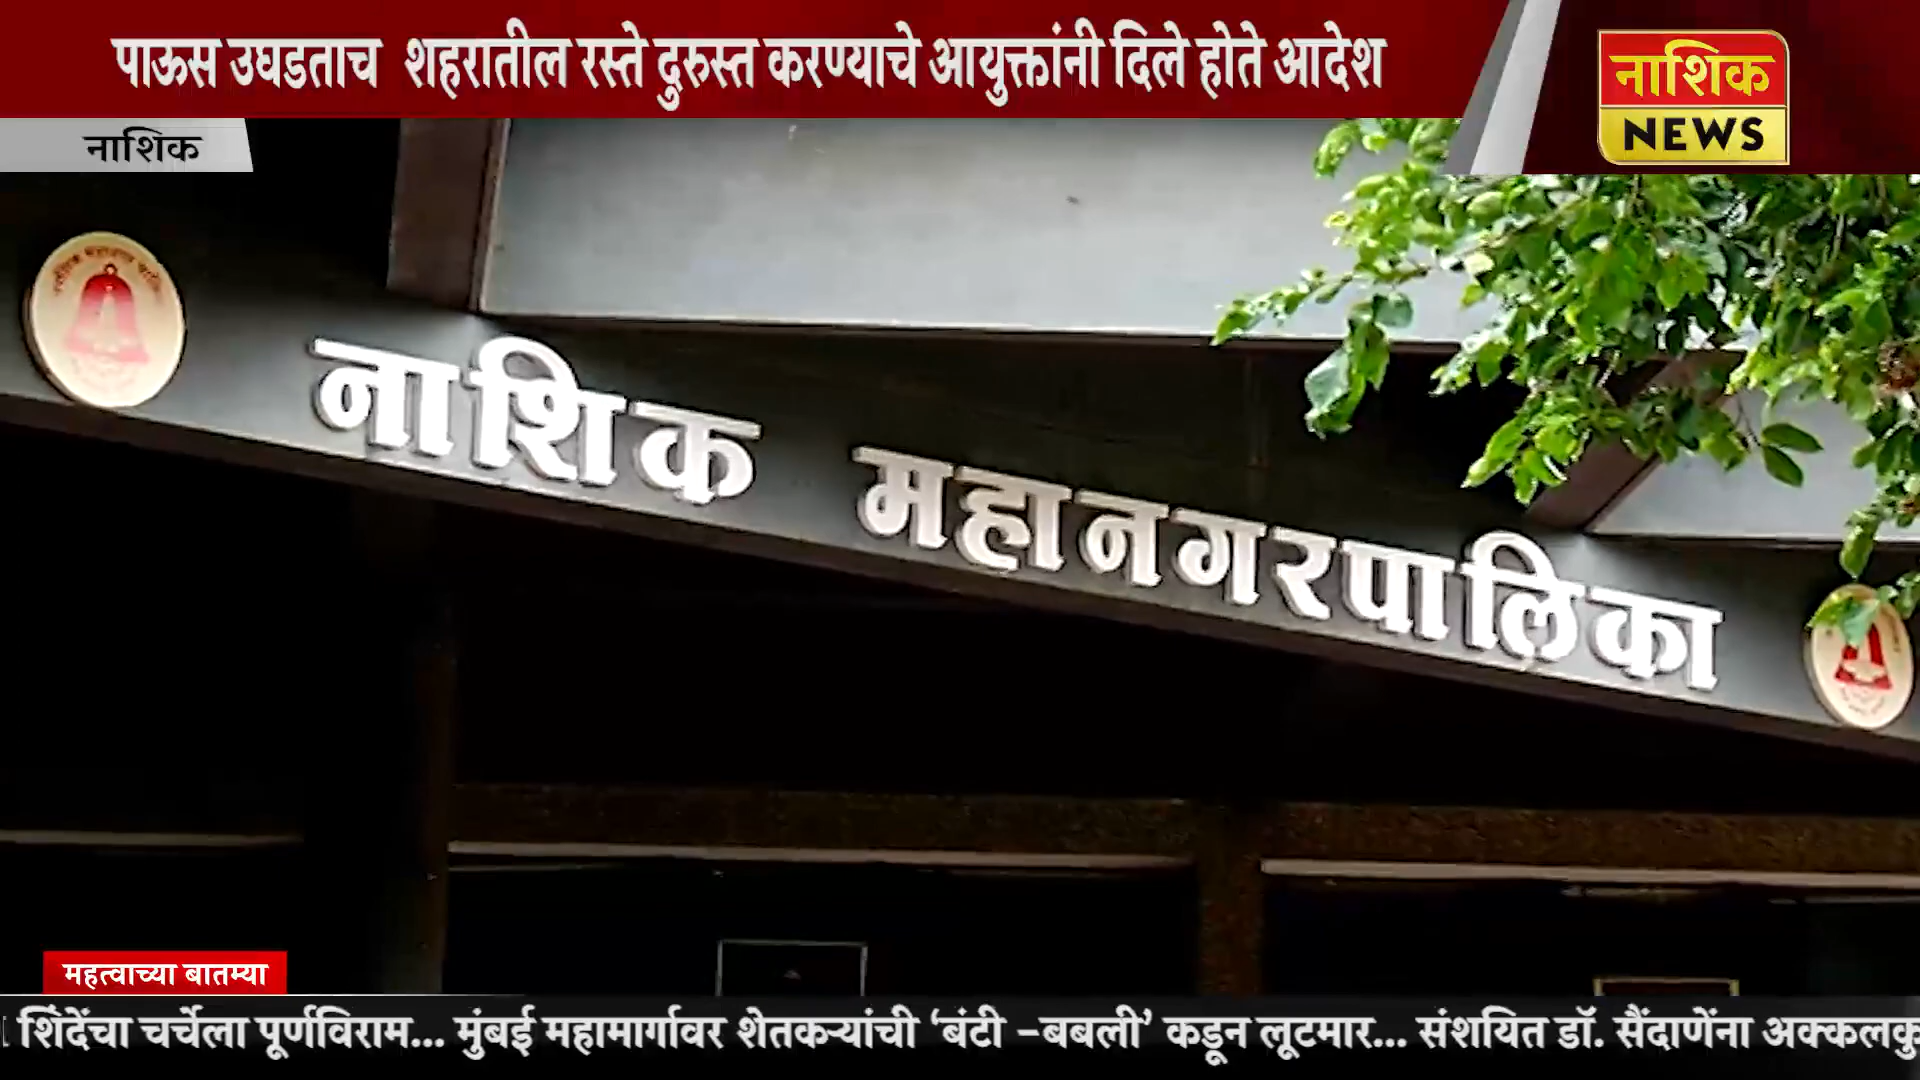 पाऊस उघडताच शहरातील रस्ते दुरुस्त करण्याचे आयुक्तांनी दिले होते आदेश
नाशिक
NEWS
नाशिक
नाशिक महानगरपालिका
महत्वाच्या बातम्या
शिंदेंचा चर्चेला पूर्णविराम... मुंबई महामार्गावर शेतकऱ्यांची ‘बंटी –बबली’ कडून लूटमार... संशयित डॉ. सैंदाणेंना